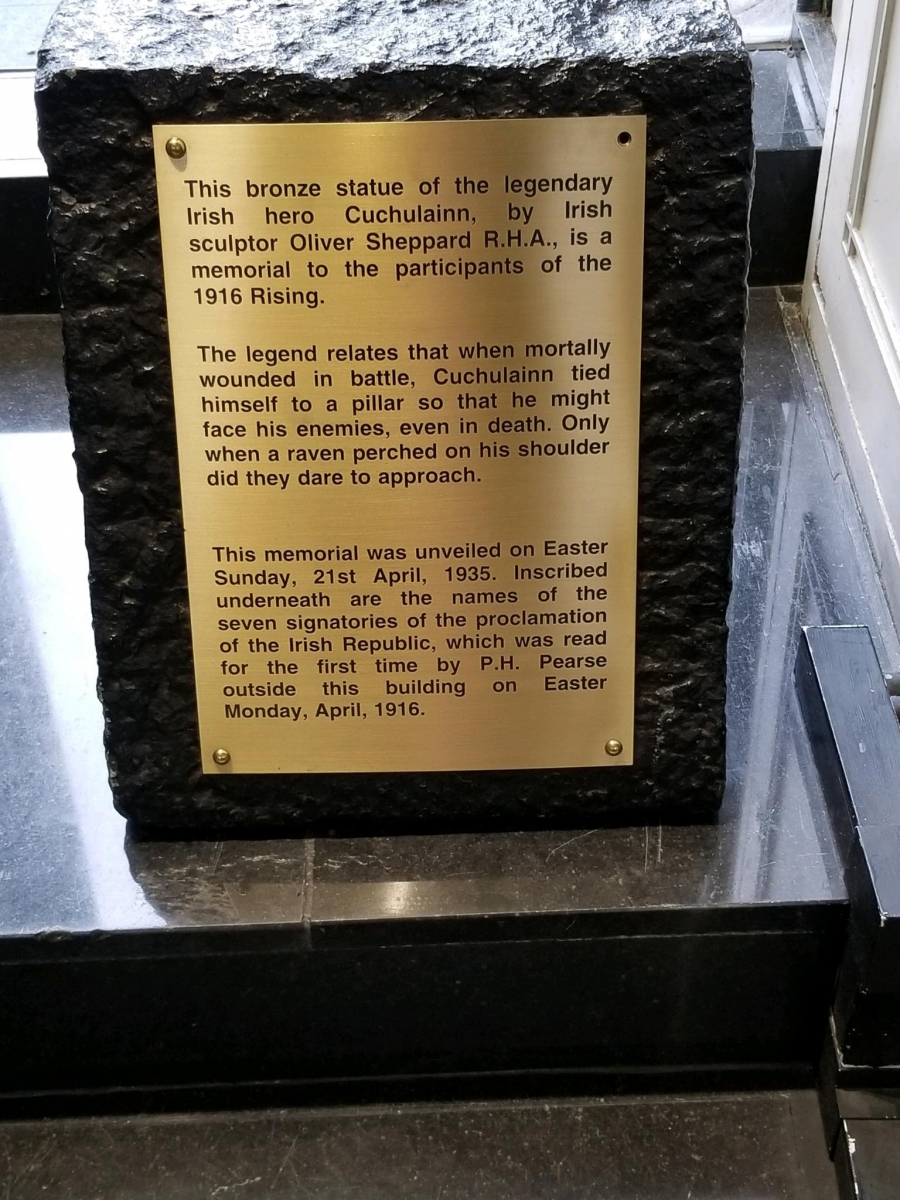 This bronze statue of the legendary
Irish hero Cuchulainn, by Irish
sculptor Oliver Sheppard R.H.A., is a
memorial to the participants of the
1916 Rising.
The legend relates that when mortally
wounded in battle, Cuchulainn tied
himself to a pillar so that he might
face his enemies, even in death. Only
when a raven perched on his shoulder
did they dare to approach.
This memorial was unveiled on Easter
Sunday, 21st April, 1935. Inscribed
underneath are the names of the
seven signatories of the proclamation
of the Irish Republic, which was read
for the first time by P.H. Pearse
outside this building on Easter
Monday, April, 1916.